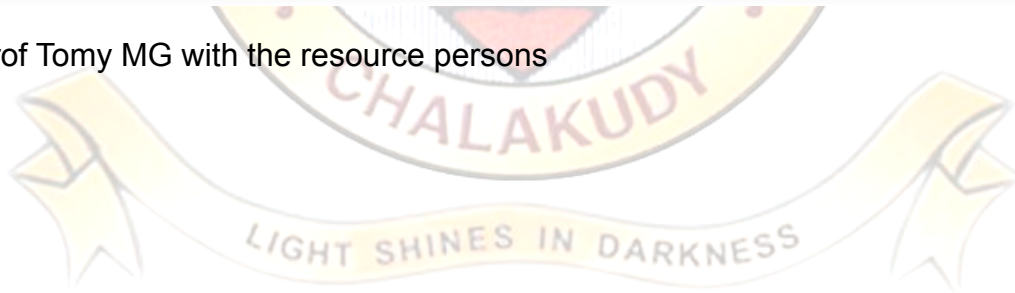 of Tomy MG with the resource persons
CHALAKUDY
LIGHT SHINES IN DARKNESS